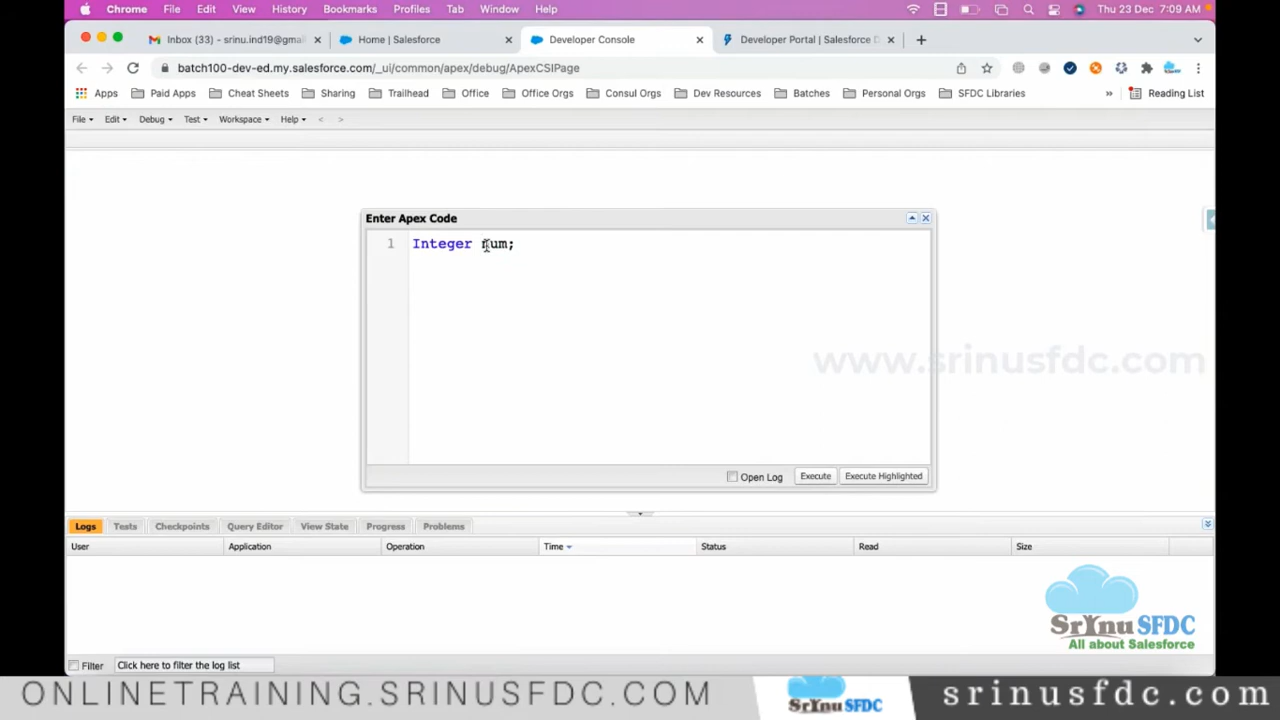 Chrome File Edit View History Bookmarks Profiles Tab Window Help Thu 23 Dec 7:09 AM
Inbox (33) - srinu.ind19@gmai Home | Salesforce Developer Console Developer Portal | Salesforce D
batch100-dev-ed.my.salesforce.com/_ui/common/apex/debug/ApexCSIPage
Apps Paid Apps Cheat Sheets Sharing Trailhead Office Office Orgs Consul Orgs Dev Resources Batches Personal Orgs SFDC Libraries » Reading List
File Edit Debug Test Workspace Help < >
Enter Apex Code
1 Integer num;
www.srinusfdc.com
Open Log Execute Execute Highlighted
Logs Tests Checkpoints Query Editor View State Progress Problems
User Application Operation Time Status Read Size
SrInu SFDC
All about Salesforce
Filter Click here to filter the log list
ONLINETRAINING.SRINUSFDC.COM SrInu SFDC srinusfdc.com